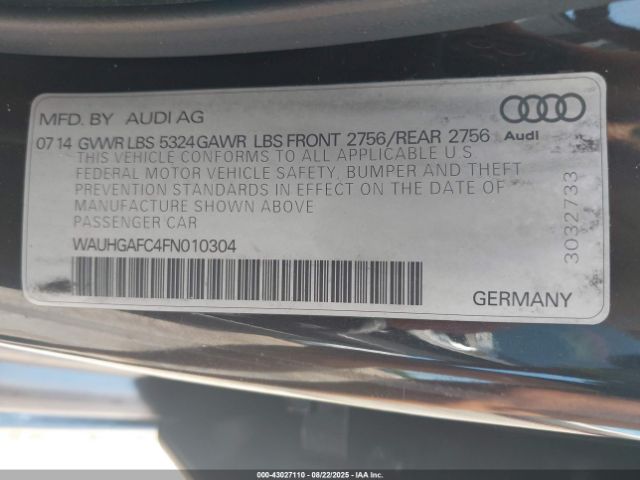 MFD. BY AUDI AG
07 14 GVWR LBS 5324 GAWR LBS FRONT 2756/REAR 2756
Audi
THIS VEHICLE CONFORMS TO ALL APPLICABLE U.S.
FEDERAL MOTOR VEHICLE SAFETY, BUMPER AND THEFT
PREVENTION STANDARDS IN EFFECT ON THE DATE OF
MANUFACTURE SHOWN ABOVE
PASSENGER CAR
WAUHGAFC4FN010304
GERMANY
3032733
000-43027110 - 08/22/2025 - COPYRIGHT IAA, LLC